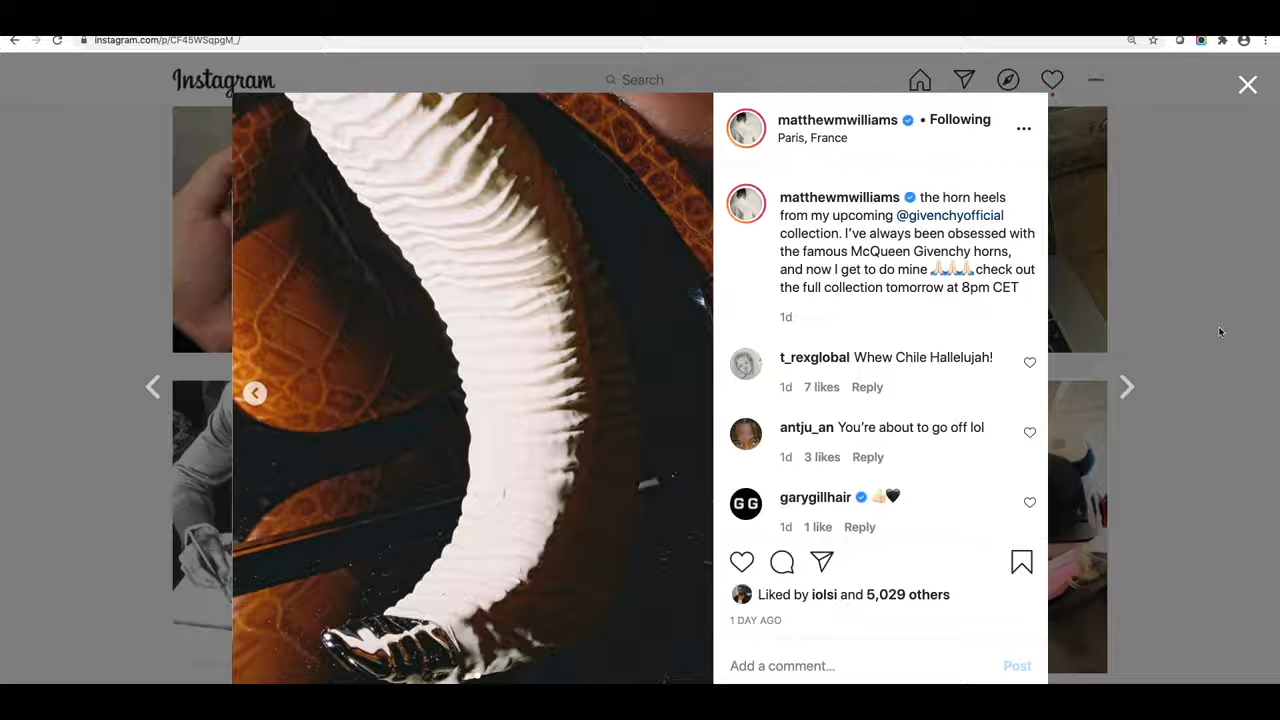 instagram.com/p/CF45WSqpgM_/
Instagram
Search
matthewmwilliams • Following
Paris, France
matthewmwilliams the horn heels
from my upcoming @givenchyofficial
collection. I've always been obsessed with
the famous McQueen Givenchy horns,
and now I get to do mine 🙏🏻🙏🏻🙏🏻check out
the full collection tomorrow at 8pm CET
1d
t_rexglobal Whew Chile Hallelujah!
1d 7 likes Reply
antju_an You're about to go off lol
1d 3 likes Reply
GG
garygillhair 👍🏻🖤
1d 1 like Reply
Liked by iolsi and 5,029 others
1 DAY AGO
Add a comment... Post